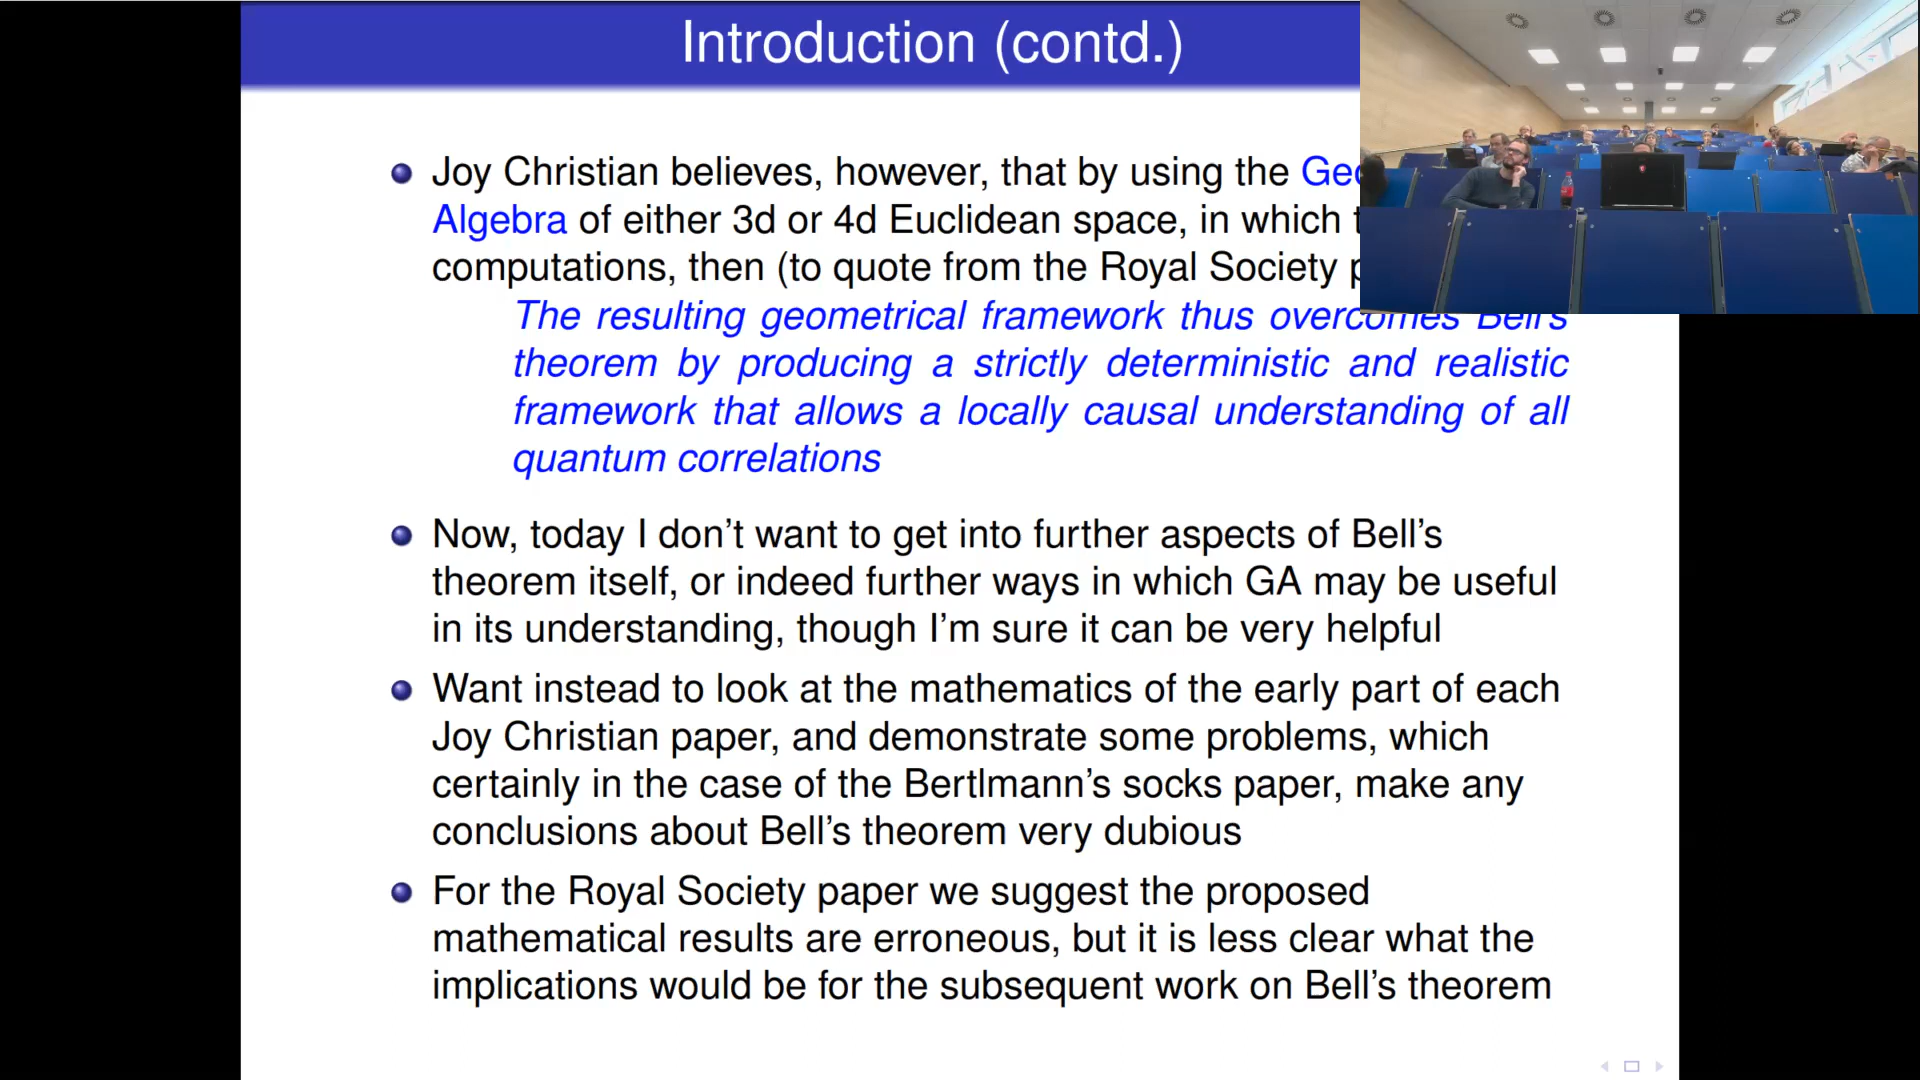 Introduction (contd.)
Joy Christian believes, however, that by using the
Algebra of either 3d or 4d Euclidean space, in which
computations, then (to quote from the Royal Society
The resulting geometrical framework thus overcomes Bell's
theorem by producing a strictly deterministic and realistic
framework that allows a locally causal understanding of all
quantum correlations
Now, today I don't want to get into further aspects of Bell's
theorem itself, or indeed further ways in which GA may be useful
in its understanding, though I'm sure it can be very helpful
Want instead to look at the mathematics of the early part of each
Joy Christian paper, and demonstrate some problems, which
certainly in the case of the Bertlmann's socks paper, make any
conclusions about Bell's theorem very dubious
For the Royal Society paper we suggest the proposed
mathematical results are erroneous, but it is less clear what the
implications would be for the subsequent work on Bell's theorem